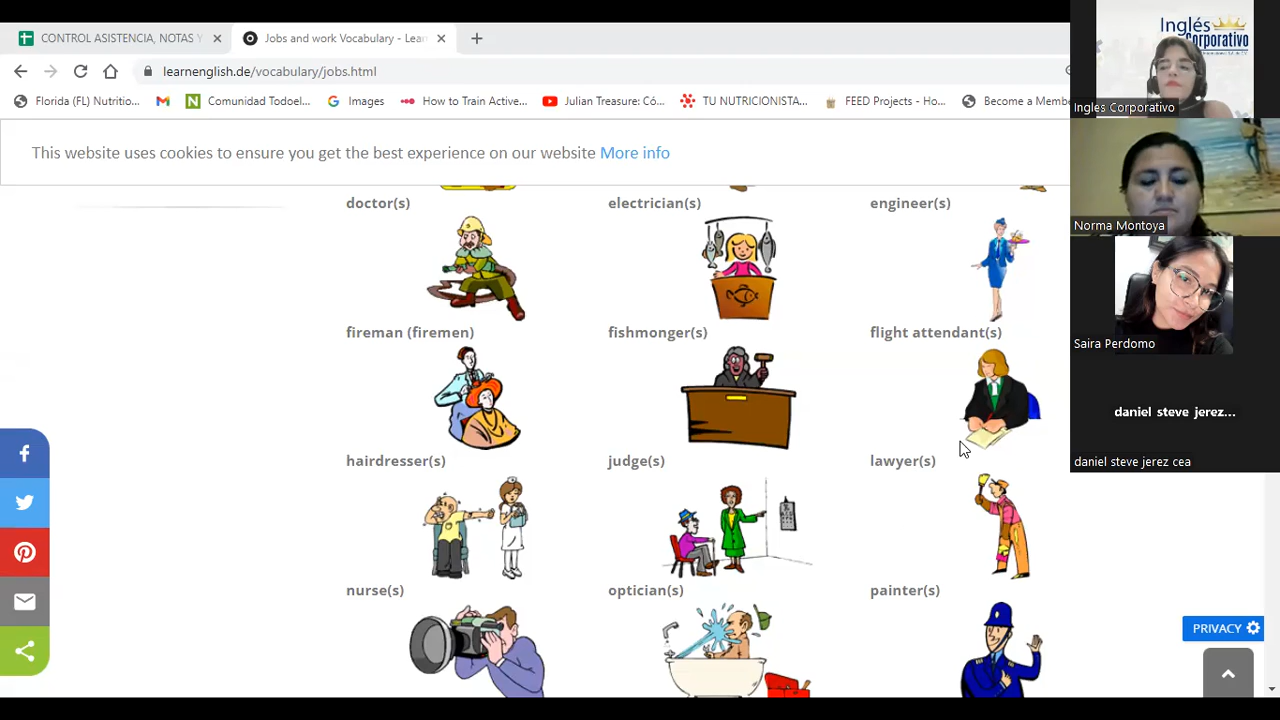 CONTROL ASISTENCIA, NOTAS Y
Jobs and work Vocabulary - Lear
learnenglish.de/vocabulary/jobs.html
Florida (FL) Nutritio...
Comunidad Todoel...
Images
How to Train Active...
Julian Treasure: Có...
TU NUTRICIONISTA...
FEED Projects - Ho...
Become a Membe
This website uses cookies to ensure you get the best experience on our website More info
doctor(s)
electrician(s)
engineer(s)
fireman (firemen)
fishmonger(s)
flight attendant(s)
hairdresser(s)
judge(s)
lawyer(s)
nurse(s)
optician(s)
painter(s)
PRIVACY
Inglés
Corporativo
Ingles Corporativo
Norma Montoya
Saira Perdomo
daniel steve jerez...
daniel steve jerez cea